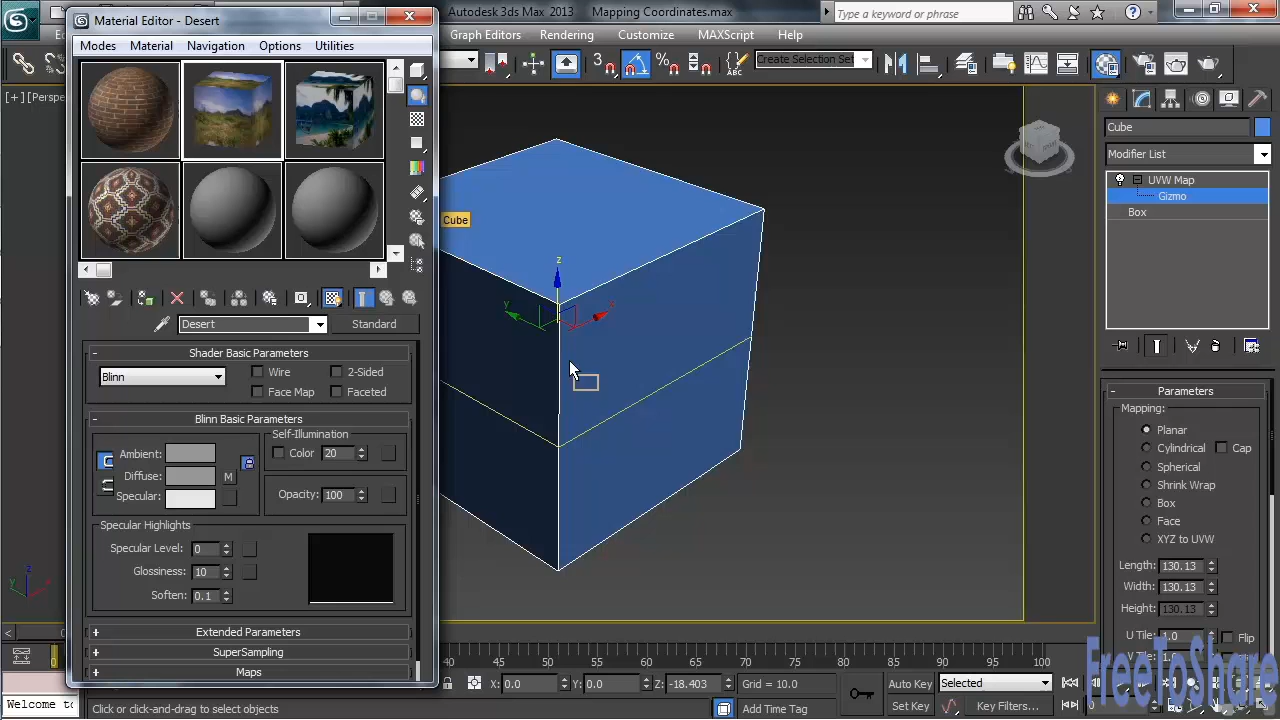 Material Editor - Desert
Autodesk 3ds Max 2013 Mapping Coordinates.max
Type a keyword or phrase
Modes Material Navigation Options Utilities
Graph Editors Rendering Customize MAXScript Help
Create Selection Set
[+] [Persp
Cube
Modifier List
UVW Map
Gizmo
Box
Cube
z
y
x
Desert
Standard
Shader Basic Parameters
Blinn
Wire
2-Sided
Face Map
Faceted
Blinn Basic Parameters
Self-Illumination
Ambient:
Color 20
Diffuse: M
Specular:
Opacity: 100
Specular Highlights
Specular Level: 0
Glossiness: 10
Soften: 0.1
Extended Parameters
SuperSampling
Maps
Parameters
Mapping:
Planar
Cylindrical Cap
Spherical
Shrink Wrap
Box
Face
XYZ to UVW
Length: 130.13
Width: 130.13
Height: 130.13
U Tile: 1.0 Flip
V Tile: 1.0
z
y
40 45 50 55 60 65 70 75 80 85 90 95 100
X: 0.0 Y: 0.0 Z: -18.403 Grid = 10.0
Auto Key Selected
Set Key Key Filters...
Add Time Tag
Welcome to
Click or click-and-drag to select objects
FreeToShare